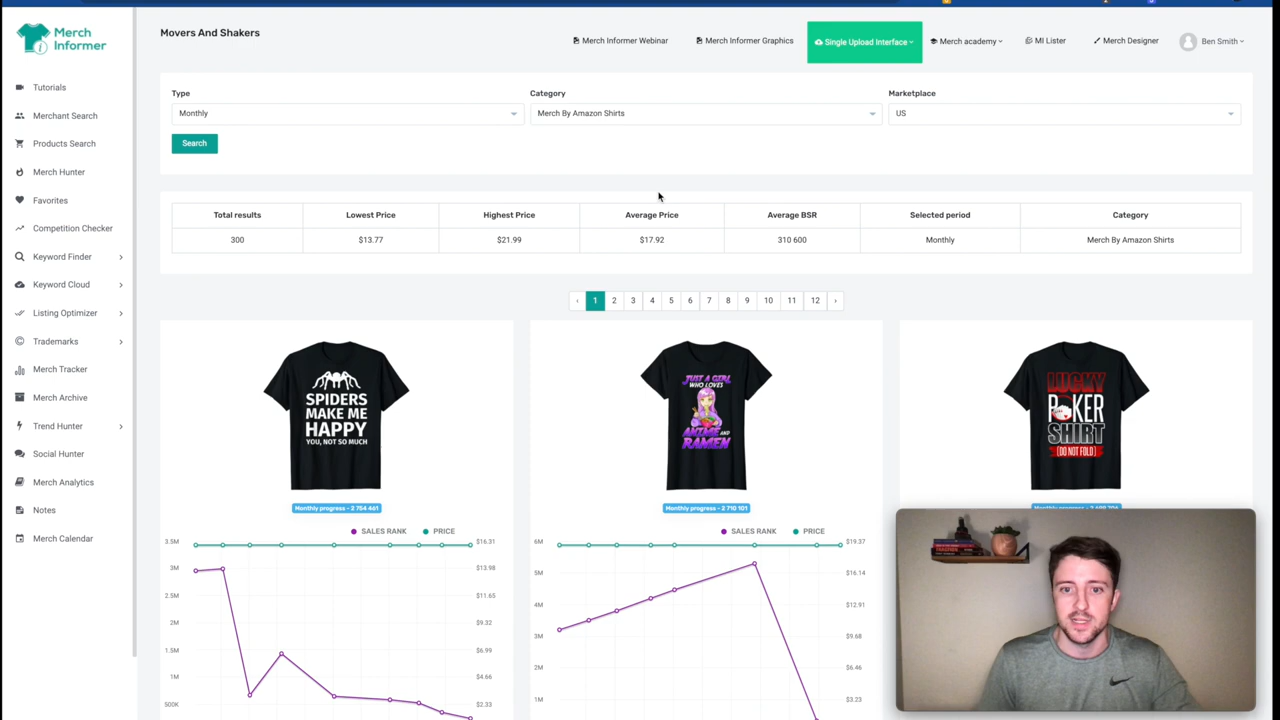 Merch
Informer
Movers And Shakers
Merch Informer Webinar
Merch Informer Graphics
Single Upload Interface
Merch academy
MI Lister
Merch Designer
Ben Smith
Tutorials
Merchant Search
Products Search
Merch Hunter
Favorites
Competition Checker
Keyword Finder
Keyword Cloud
Listing Optimizer
Trademarks
Merch Tracker
Merch Archive
Trend Hunter
Social Hunter
Merch Analytics
Notes
Merch Calendar
Type
Category
Marketplace
Monthly
Merch By Amazon Shirts
US
Search
Total results
Lowest Price
Highest Price
Average Price
Average BSR
Selected period
Category
300
$13.77
$21.99
$17.92
310 600
Monthly
Merch By Amazon Shirts
‹ 1 2 3 4 5 6 7 8 9 10 11 12 ›
SPIDERS
MAKE ME
HAPPY
YOU, NOT SO MUCH
JUST A GIRL
WHO LOVES
ANIME AND
RAMEN
LUCKY
POKER
SHIRT
[DO NOT FOLD]
Monthly progress - 2 754 461
Monthly progress - 2 710 101
SALES RANK
PRICE
3.5M
3M
2.5M
2M
1.5M
1M
500K
$16.31
$13.98
$11.65
$9.32
$6.99
$4.66
$2.33
SALES RANK
PRICE
6M
5M
4M
3M
2M
1M
$19.37
$16.14
$12.91
$9.68
$6.46
$3.23